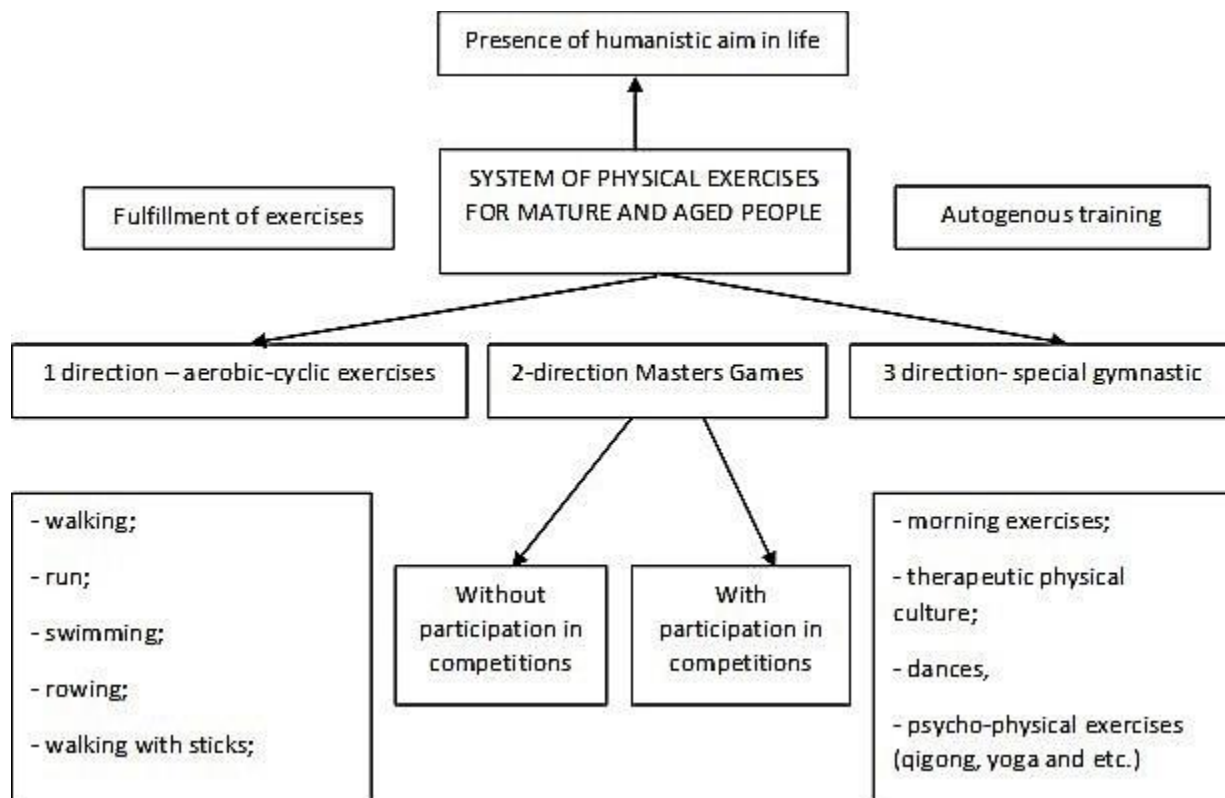 Presence of humanistic aim in life
SYSTEM OF PHYSICAL EXERCISES
FOR MATURE AND AGED PEOPLE
Fulfillment of exercises
Autogenous training
1 direction – aerobic-cyclic exercises
2-direction Masters Games
3 direction- special gymnastic
- walking;
- run;
- swimming;
- rowing;
- walking with sticks;
Without
participation in
competitions
With
participation in
competitions
- morning exercises;
- therapeutic physical
culture;
- dances,
- psycho-physical exercises
(qigong, yoga and etc.)